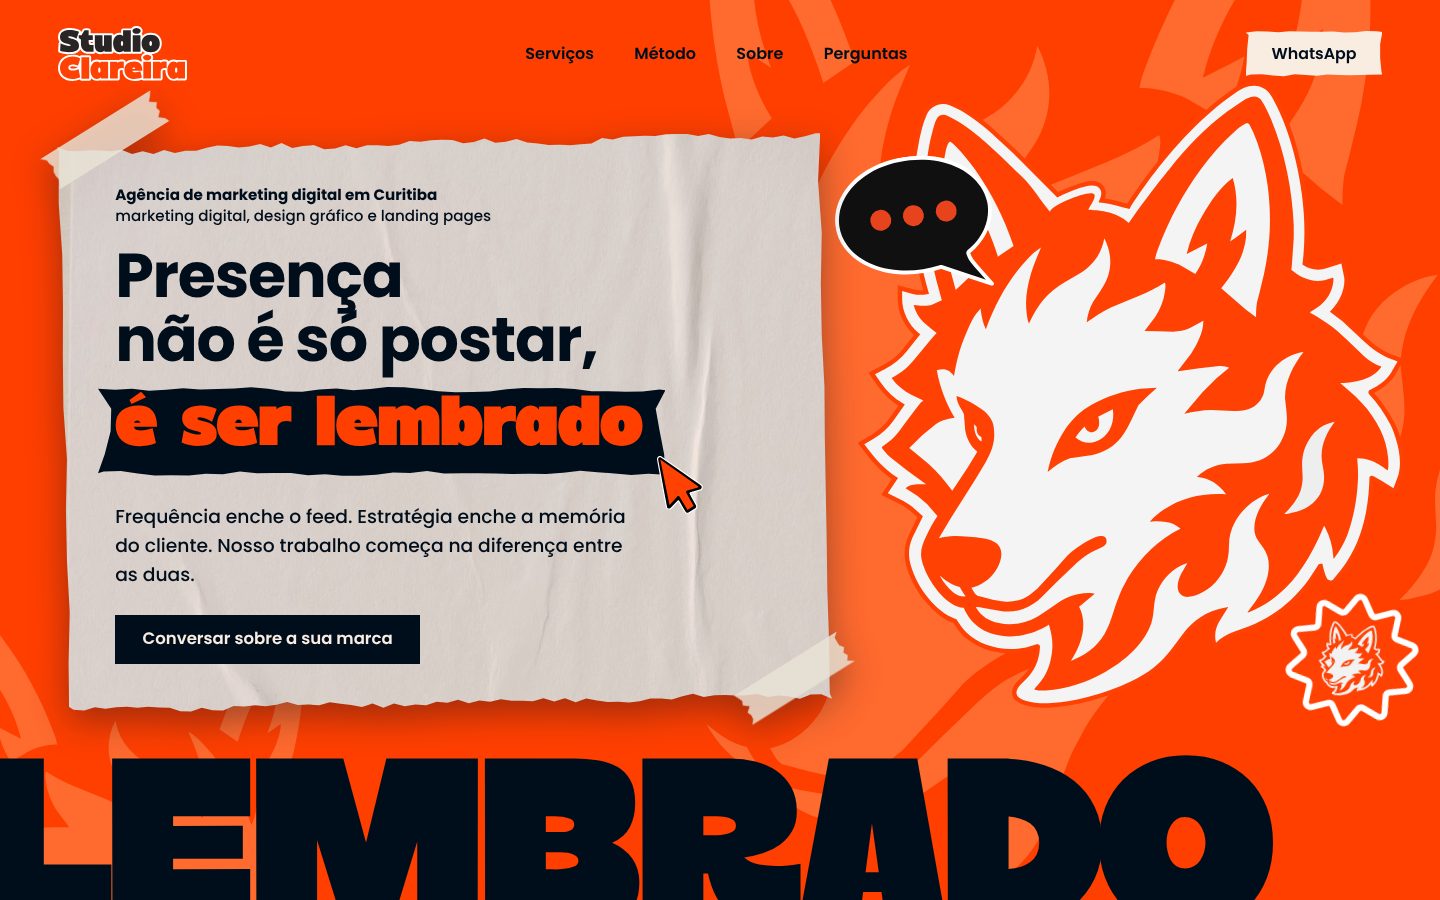 Studio
Clareira
Serviços
Método
Sobre
Perguntas
WhatsApp
Agência de marketing digital em Curitiba
marketing digital, design gráfico e landing pages
Presença
não é só postar,
é ser lembrado
Frequência enche o feed. Estratégia enche a memória
do cliente. Nosso trabalho começa na diferença entre
as duas.
Conversar sobre a sua marca
LEMBRADO